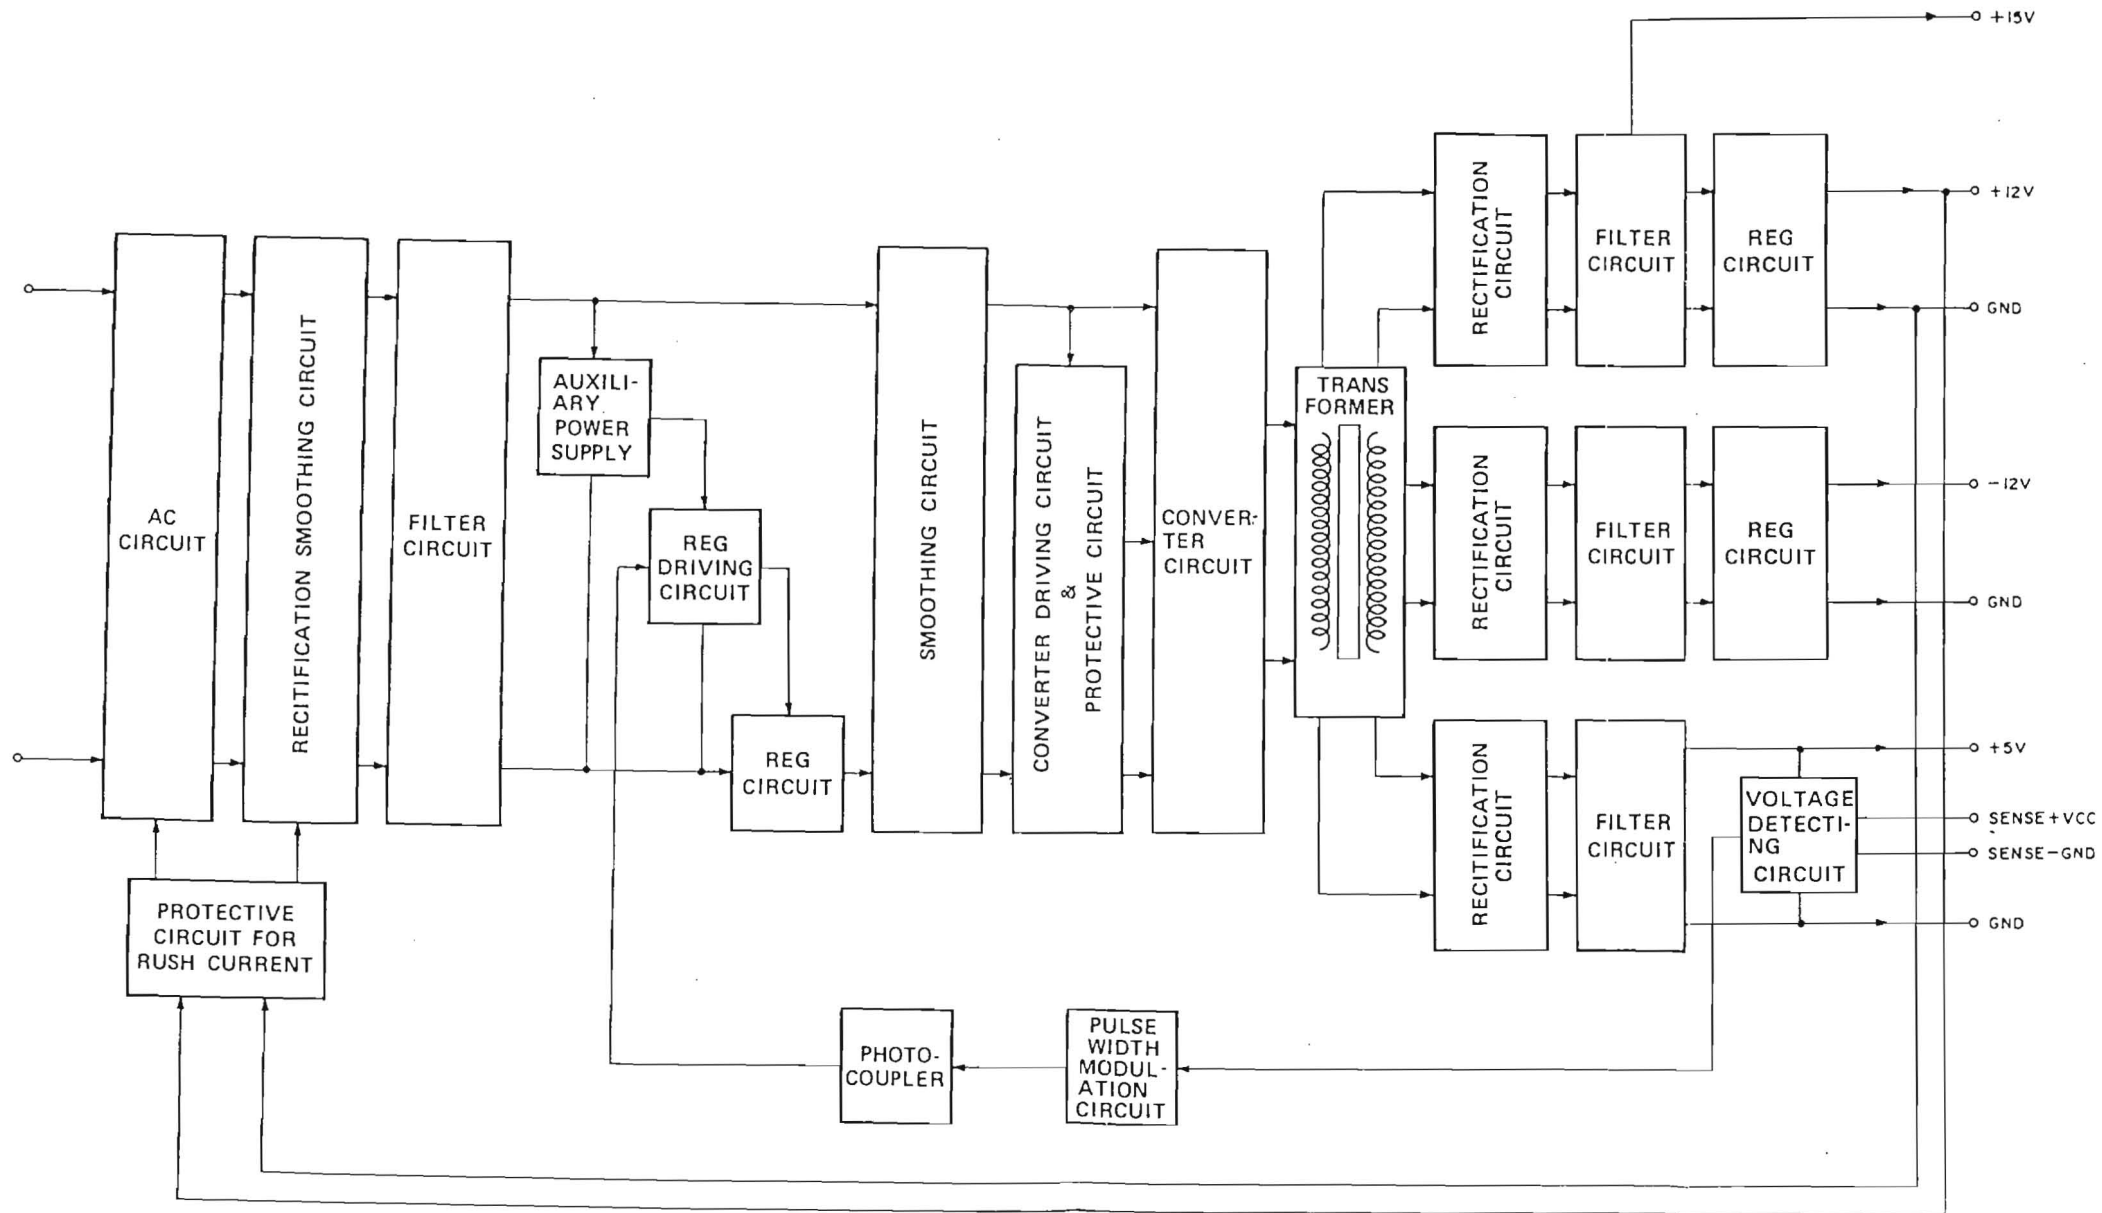 +15V
RECTIFICATION
CIRCUIT
FILTER
CIRCUIT
REG
CIRCUIT
+12V
GND
AC
CIRCUIT
RECITIFICATION SMOOTHING CIRCUIT
FILTER
CIRCUIT
AUXILI-
ARY
POWER
SUPPLY
REG
DRIVING
CIRCUIT
REG
CIRCUIT
SMOOTHING CIRCUIT
CONVERTER DRIVING CIRCUIT
&
PROTECTIVE CIRCUIT
CONVER-
TER
CIRCUIT
TRANS
FORMER
RECTIFICATION
CIRCUIT
FILTER
CIRCUIT
REG
CIRCUIT
-12V
GND
RECITIFICATION
CIRCUIT
FILTER
CIRCUIT
+5V
VOLTAGE
DETECTI-
NG
CIRCUIT
SENSE+VCC
SENSE-GND
GND
PROTECTIVE
CIRCUIT FOR
RUSH CURRENT
PHOTO-
COUPLER
PULSE
WIDTH
MODUL-
ATION
CIRCUIT